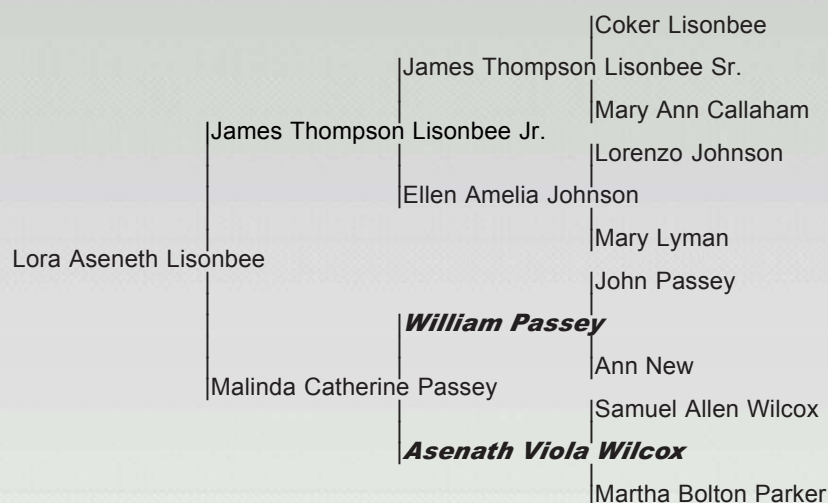 Coker Lisonbee
James Thompson Lisonbee Sr.
Mary Ann Callaham
James Thompson Lisonbee Jr.
Lorenzo Johnson
Ellen Amelia Johnson
Mary Lyman
Lora Aseneth Lisonbee
John Passey
William Passey
Ann New
Malinda Catherine Passey
Samuel Allen Wilcox
Asenath Viola Wilcox
Martha Bolton Parker